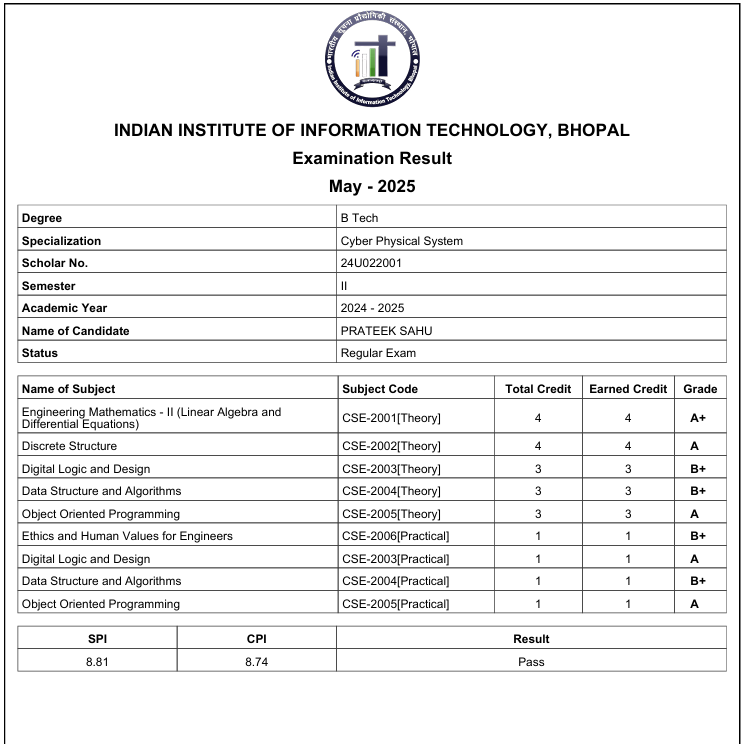 भारतीय सूचना प्रौद्योगिकी संस्थान भोपाल
Indian Institute of Information Technology, Bhopal
INDIAN INSTITUTE OF INFORMATION TECHNOLOGY, BHOPAL
Examination Result
May - 2025
Degree B Tech
Specialization Cyber Physical System
Scholar No. 24U022001
Semester II
Academic Year 2024 - 2025
Name of Candidate PRATEEK SAHU
Status Regular Exam
Name of Subject Subject Code Total Credit Earned Credit Grade
Engineering Mathematics - II (Linear Algebra and
Differential Equations) CSE-2001[Theory] 4 4 A+
Discrete Structure CSE-2002[Theory] 4 4 A
Digital Logic and Design CSE-2003[Theory] 3 3 B+
Data Structure and Algorithms CSE-2004[Theory] 3 3 B+
Object Oriented Programming CSE-2005[Theory] 3 3 A
Ethics and Human Values for Engineers CSE-2006[Practical] 1 1 B+
Digital Logic and Design CSE-2003[Practical] 1 1 A
Data Structure and Algorithms CSE-2004[Practical] 1 1 B+
Object Oriented Programming CSE-2005[Practical] 1 1 A
SPI CPI Result
8.81 8.74 Pass